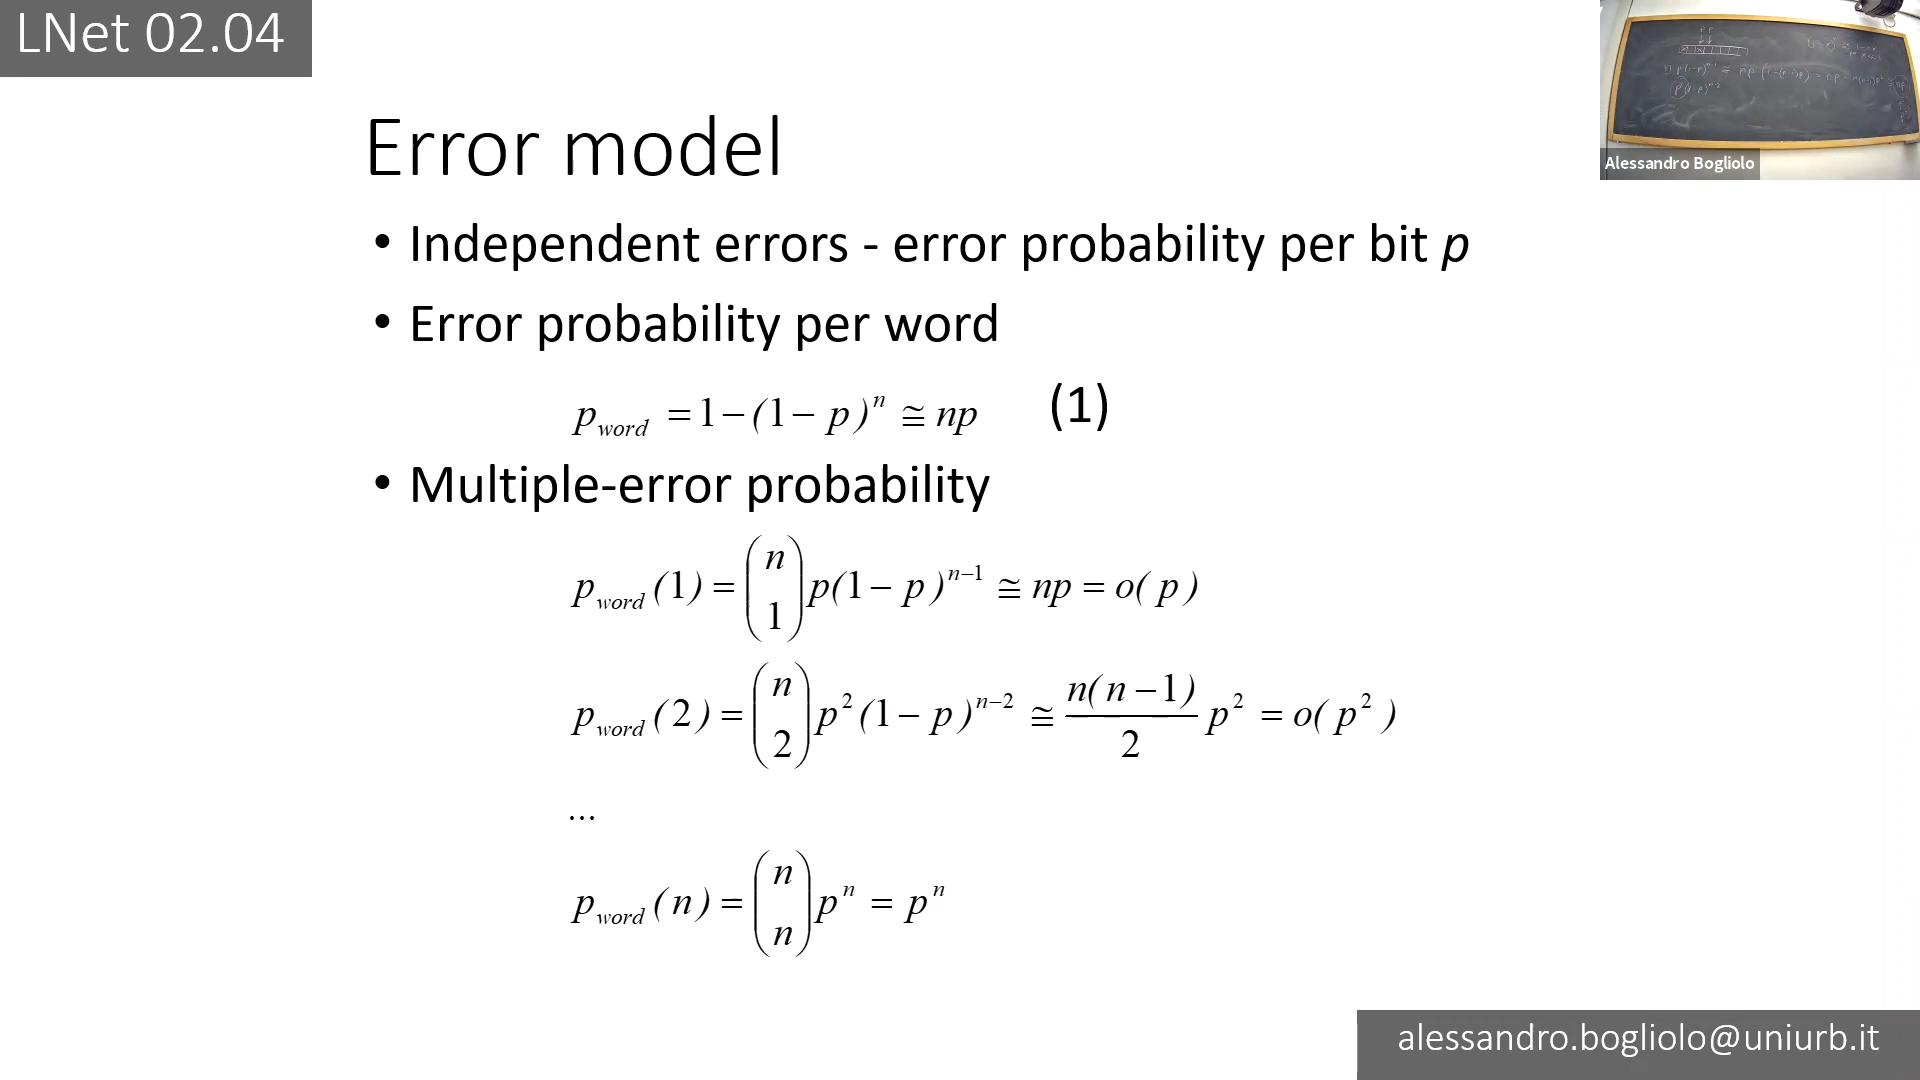 LNet 02.04
Alessandro Bogliolo
Error model
• Independent errors - error probability per bit p
• Error probability per word
p_word = 1 − (1 − p)^n ≅ np (1)
• Multiple-error probability
p_word (1) = (n 1) p(1 − p)^{n−1} ≅ np = o(p)
p_word (2) = (n 2) p^2 (1 − p)^{n−2} ≅ n(n − 1)/2 p^2 = o(p^2)
...
p_word (n) = (n n) p^n = p^n
alessandro.bogliolo@uniurb.it